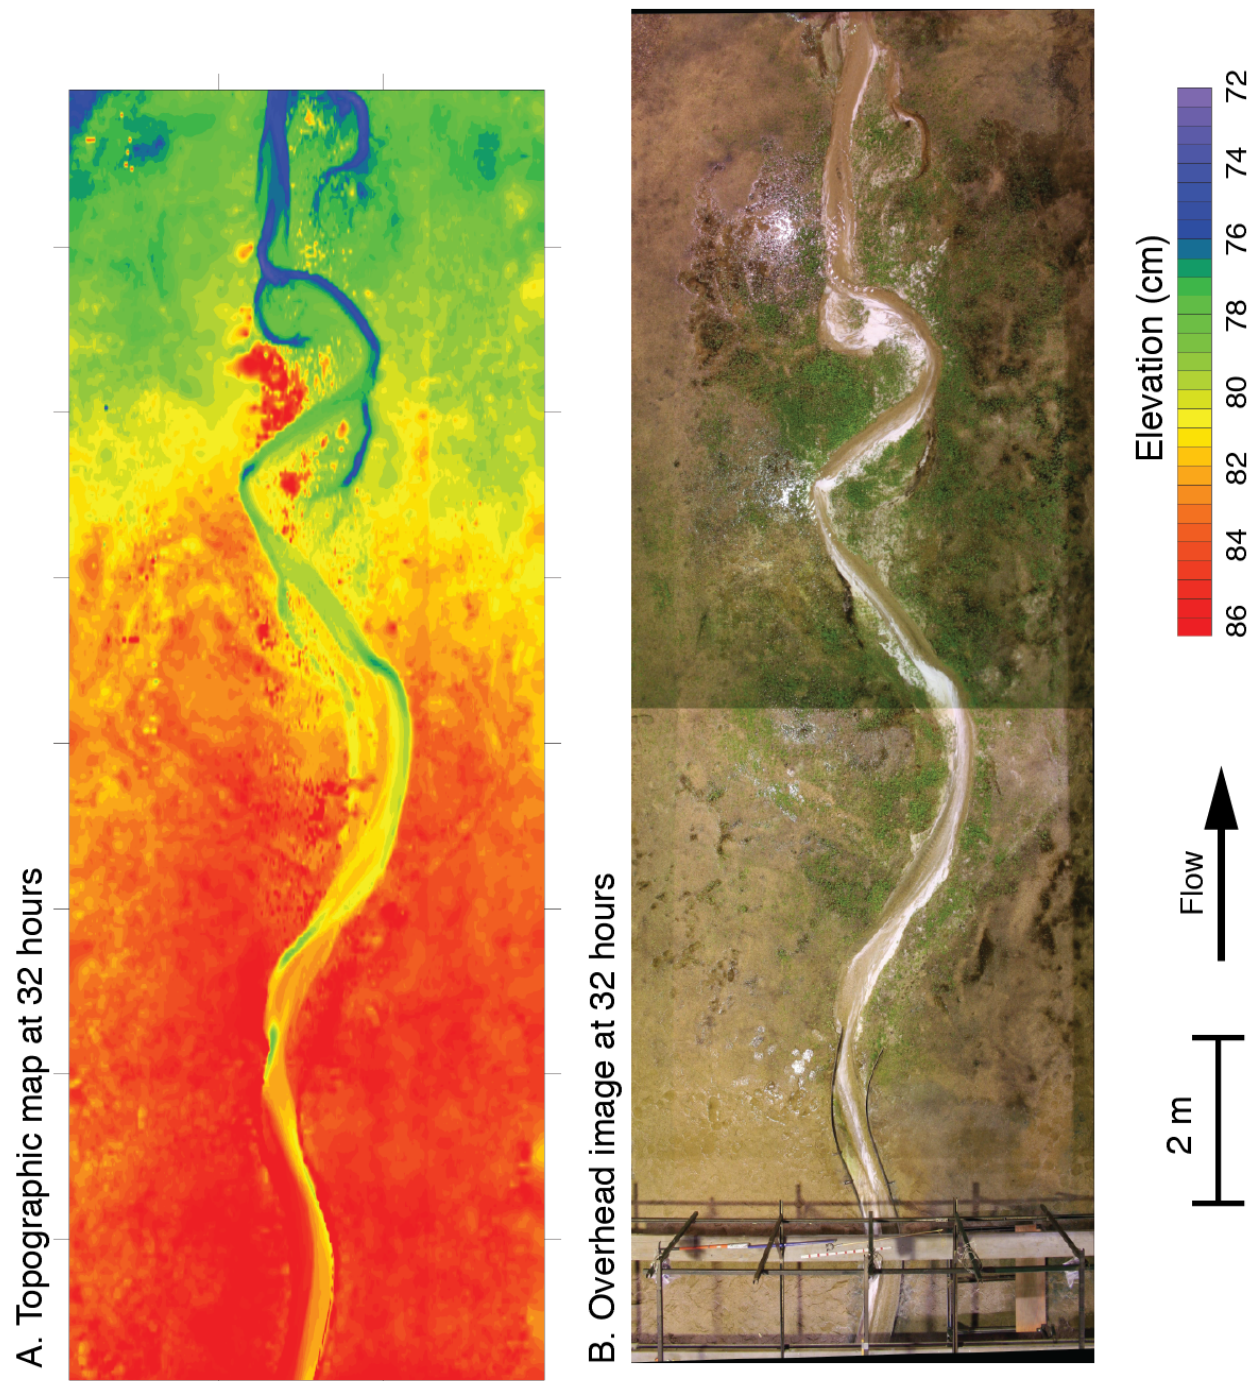 A. Topographic map at 32 hours
B. Overhead image at 32 hours
2 m
Flow
Elevation (cm)
86 84 82 80 78 76 74 72